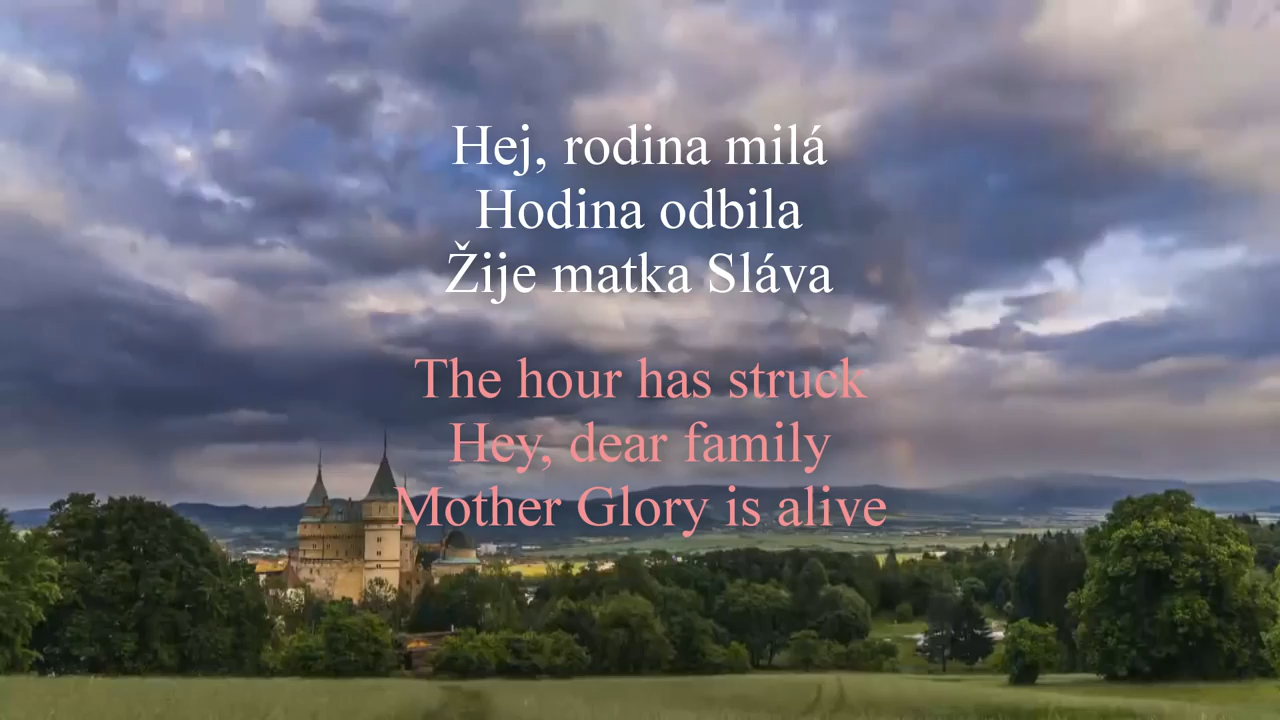 Hej, rodina milá
Hodina odbila
Žije matka Sláva
The hour has struck
Hey, dear family
Mother Glory is alive